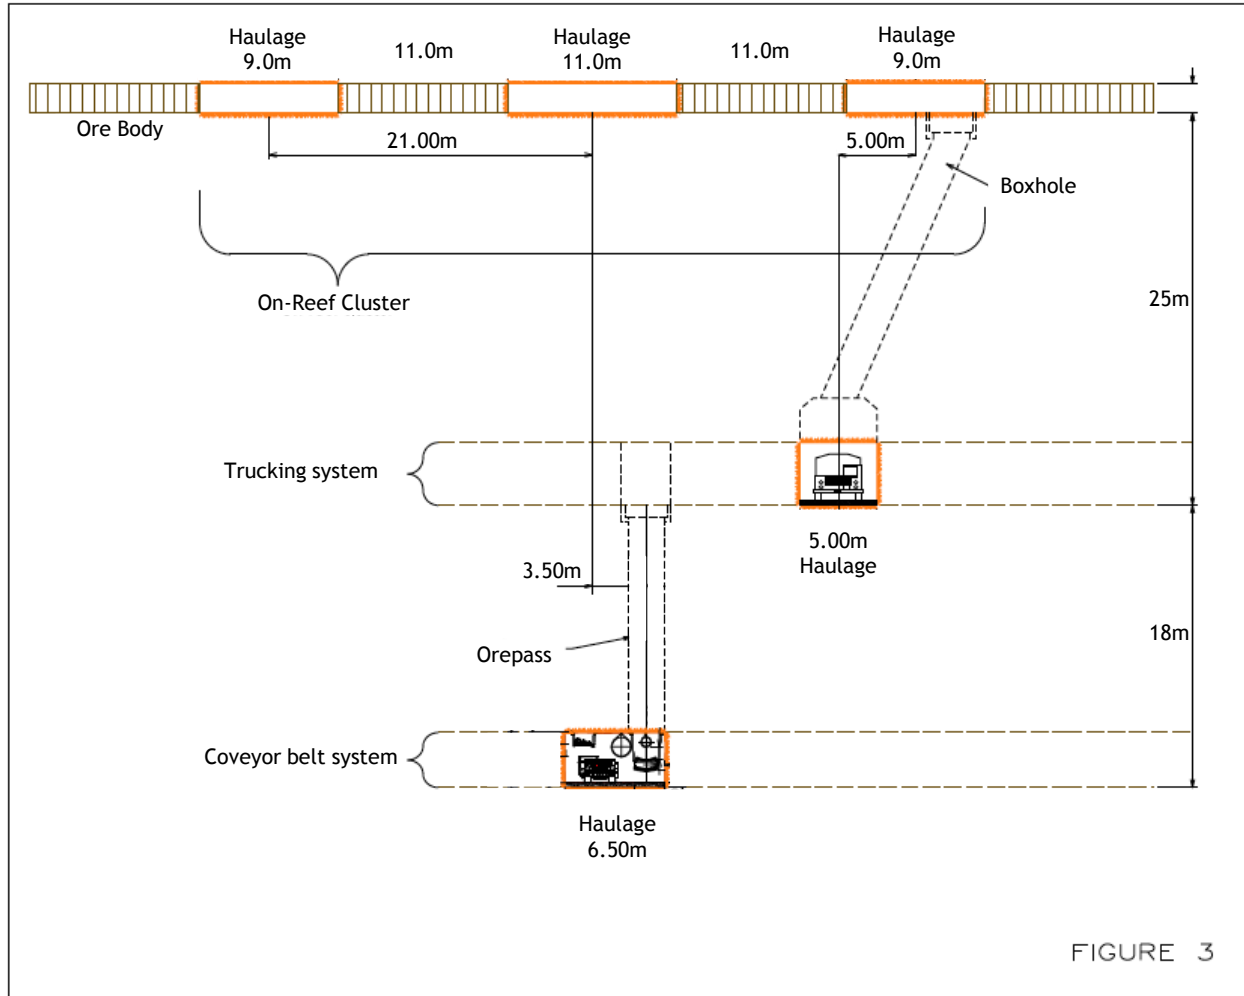 Haulage
9.0m
11.0m
Haulage
11.0m
11.0m
Haulage
9.0m
Ore Body
21.00m
5.00m
Boxhole
On-Reef Cluster
25m
Trucking system
5.00m
Haulage
3.50m
18m
Orepass
Coveyor belt system
Haulage
6.50m
FIGURE 3